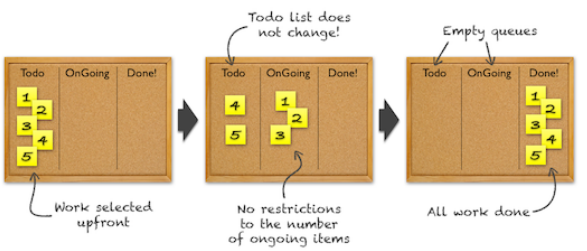 Todo list does
not change!
Empty queues
Todo OnGoing Done!
1
2
3
4
5
Todo OnGoing Done!
4
5
1
2
3
Todo OnGoing Done!
1
2
3
4
5
Work selected
upfront
No restrictions
to the number
of ongoing items
All work done